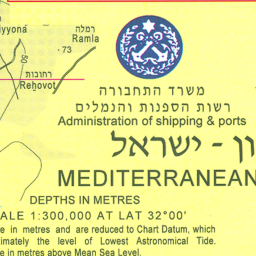 iyyona
רמלה
Ramla
73
50
רחובות
Rehovot
משרד התחבורה
רשות הספנות והנמלים
Administration of shipping & ports
ון - ישראל
MEDITERRANEAN
DEPTHS IN METRES
ALE 1:300,000 AT LAT 32°00'
e in metres and are reduced to Chart Datum, which
imately the level of Lowest Astronomical Tide.
e in metres above Mean Sea Level.